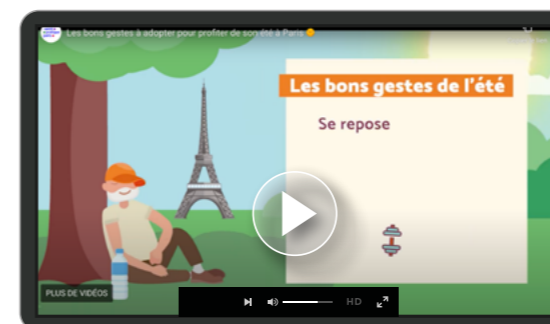 Les bons gestes à adopter pour profiter de son été à Paris
Les bons gestes de l'été
Se repose
PLUS DE VIDÉOS
HD